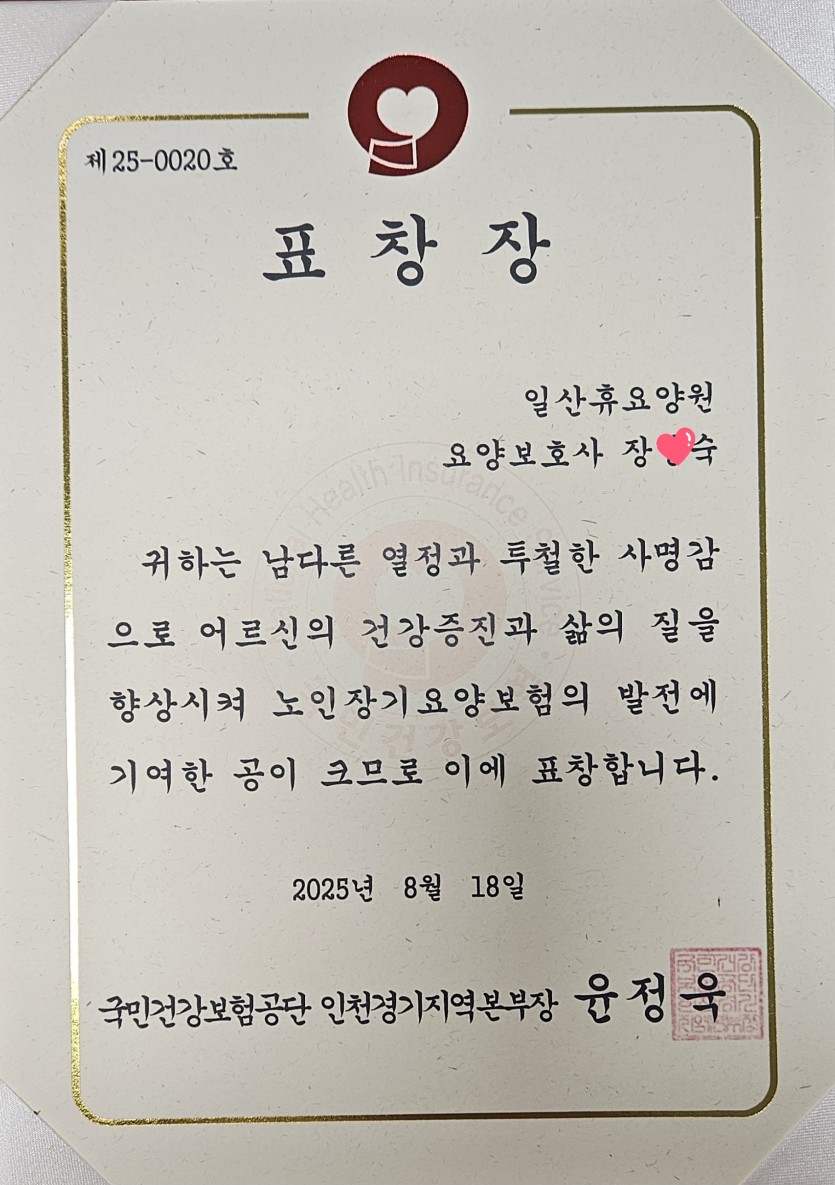 제25-0020호
표 창 장
일산휴요양원
요양보호사 장 숙
귀하는 남다른 열정과 투철한 사명감
으로 어르신의 건강증진과 삶의 질을
향상시켜 노인장기요양보험의 발전에
기여한 공이 크므로 이에 표창합니다.
2025년 8월 18일
국민건강보험공단 인천경기지역본부장 윤정욱